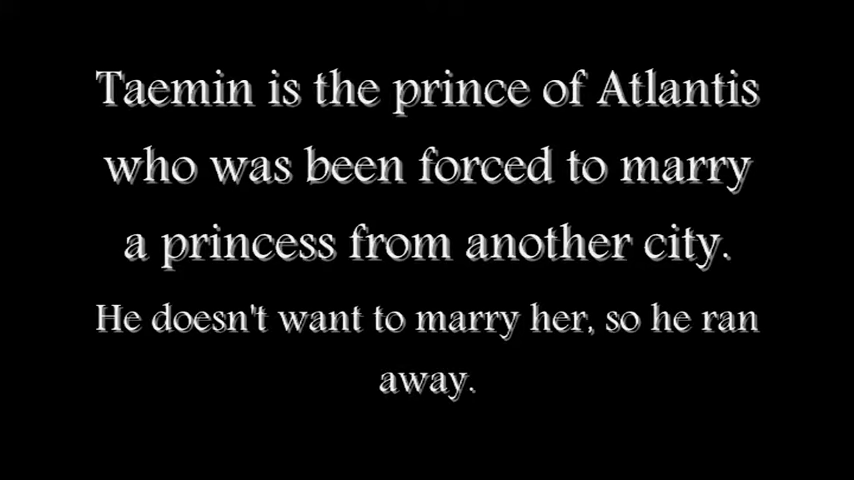 Taemin is the prince of Atlantis
who was been forced to marry
a princess from another city.
He doesn't want to marry her, so he ran
away.